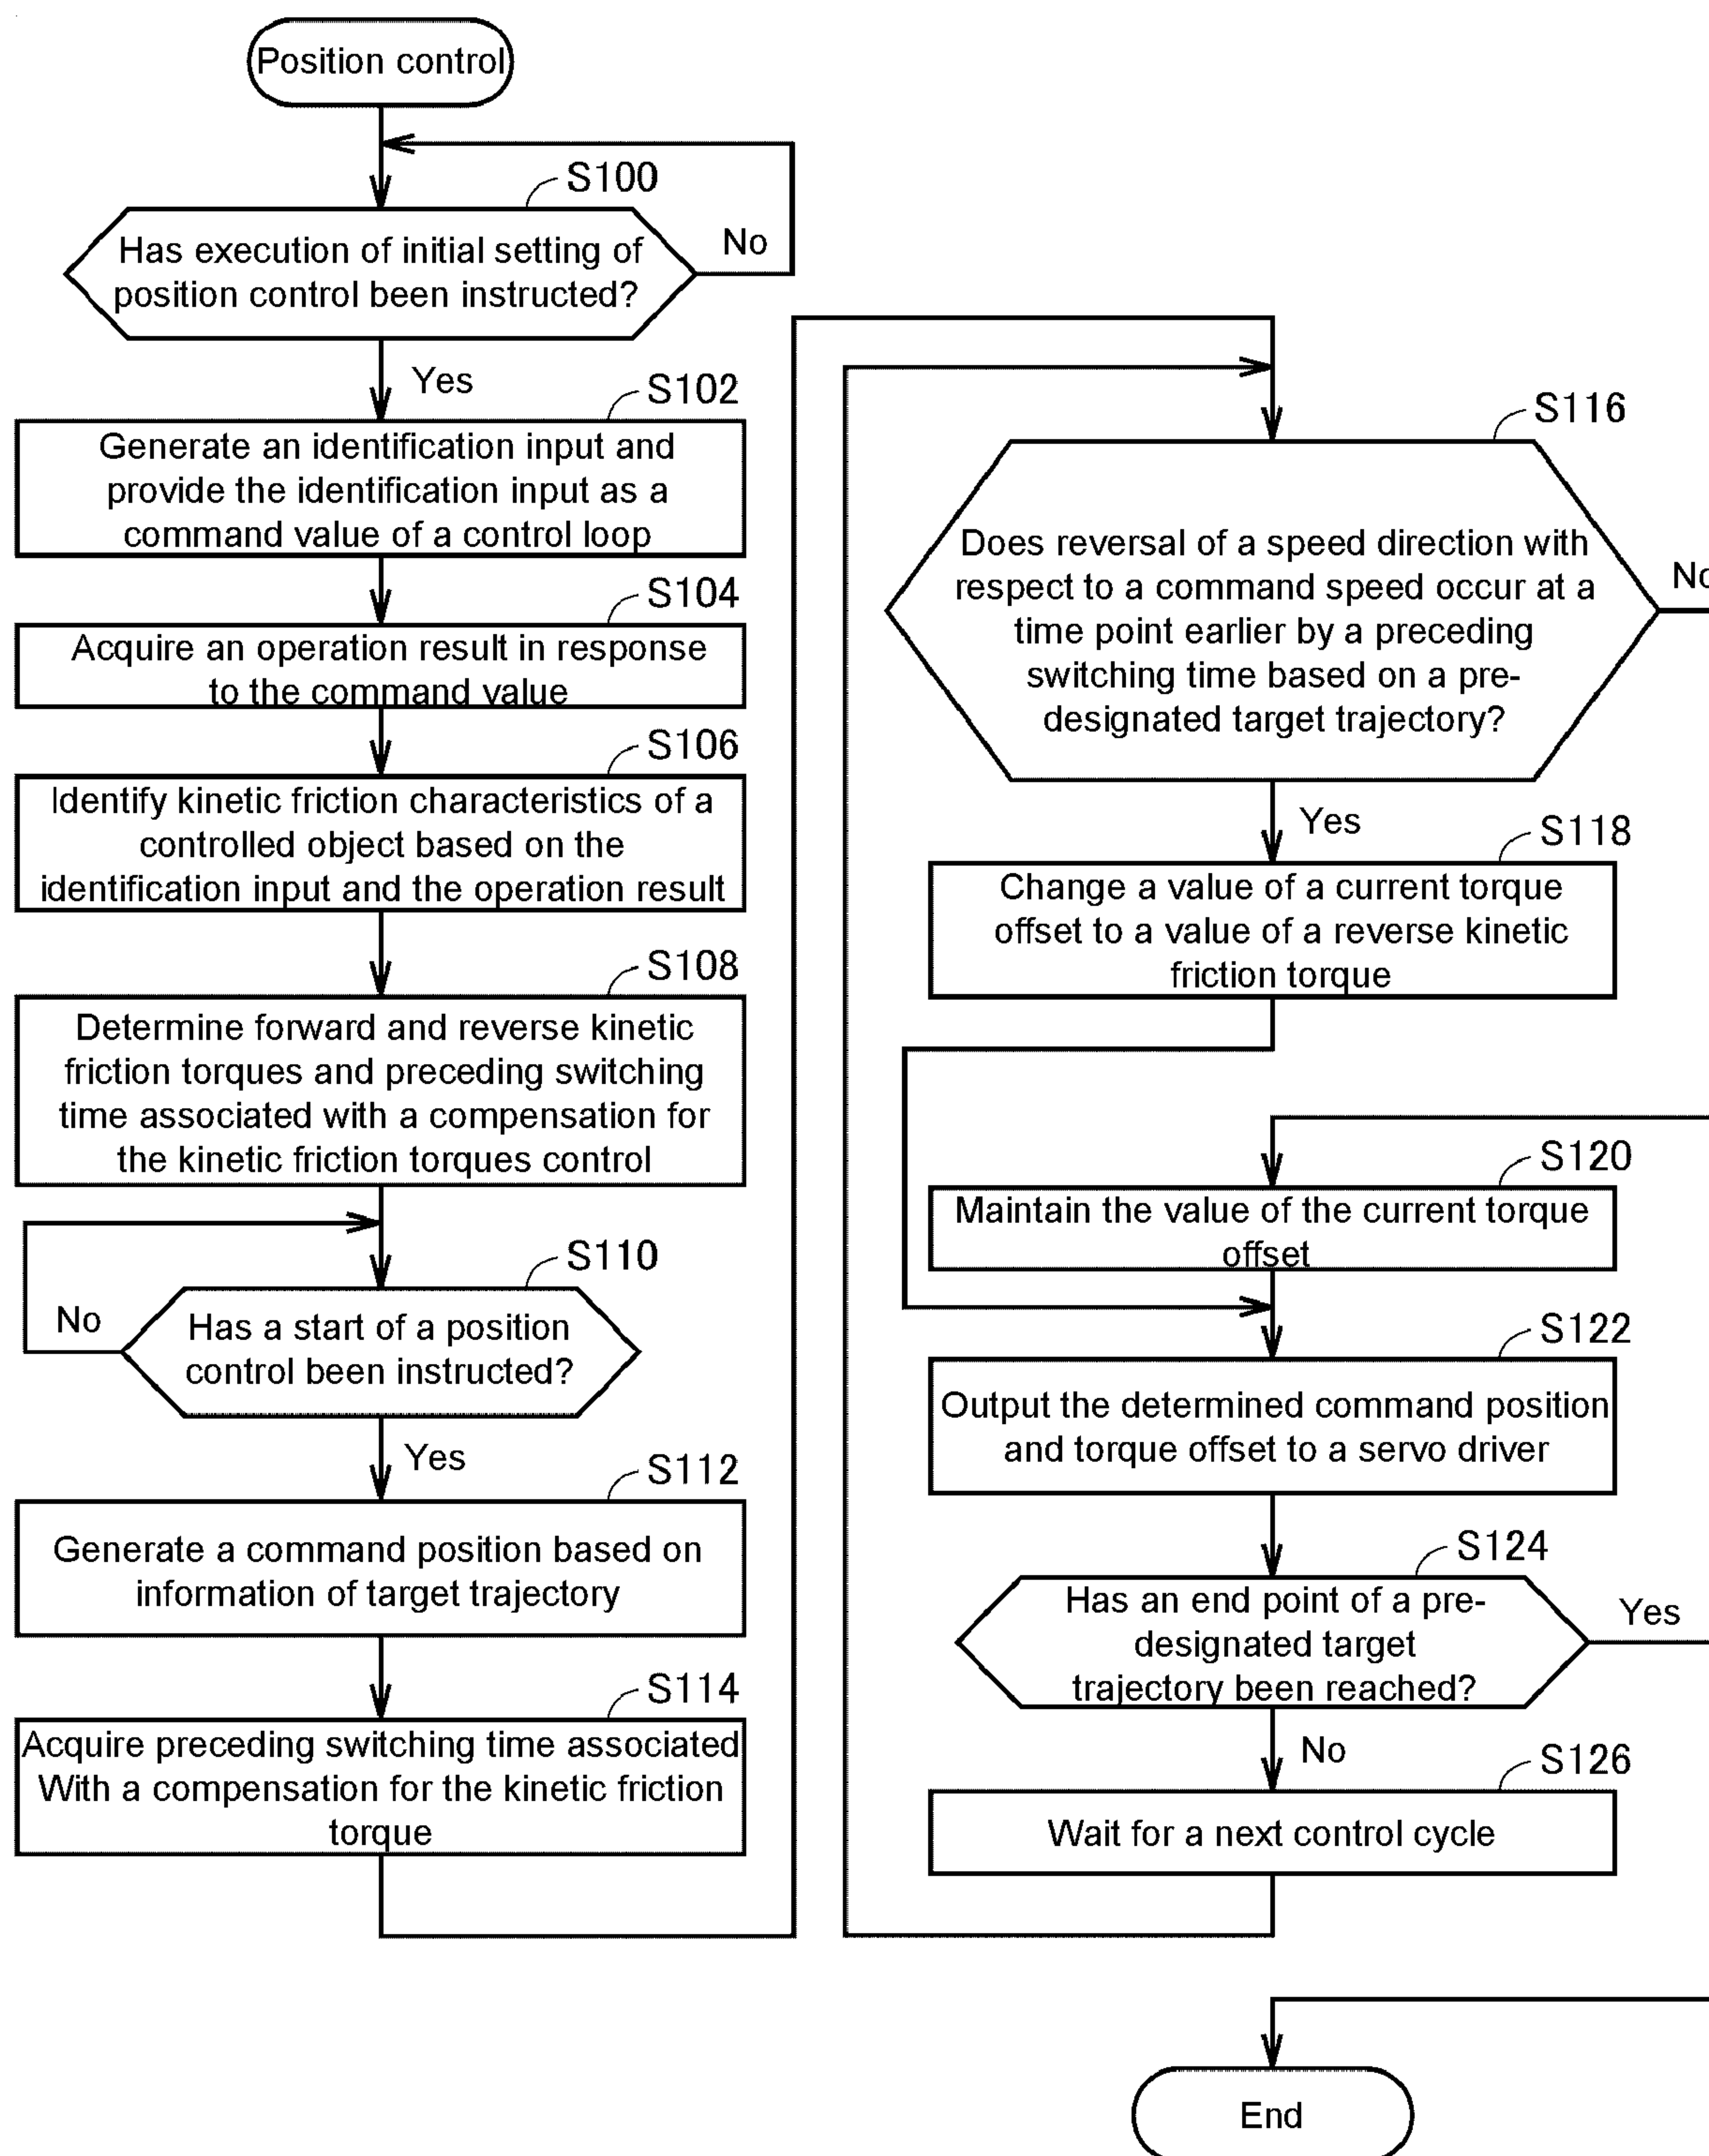 Position control
S100
Has execution of initial setting of
position control been instructed?
No
Yes
S102
Generate an identification input and
provide the identification input as a
command value of a control loop
S104
Acquire an operation result in response
to the command value
S106
Identify kinetic friction characteristics of a
controlled object based on the
identification input and the operation result
S108
Determine forward and reverse kinetic
friction torques and preceding switching
time associated with a compensation for
the kinetic friction torques control
S110
Has a start of a position
control been instructed?
No
Yes
S112
Generate a command position based on
information of target trajectory
S114
Acquire preceding switching time associated
With a compensation for the kinetic friction
torque
S116
Does reversal of a speed direction with
respect to a command speed occur at a
time point earlier by a preceding
switching time based on a pre-
designated target trajectory?
No
Yes
S118
Change a value of a current torque
offset to a value of a reverse kinetic
friction torque
S120
Maintain the value of the current torque
offset
S122
Output the determined command position
and torque offset to a servo driver
S124
Has an end point of a pre-
designated target
trajectory been reached?
Yes
No
S126
Wait for a next control cycle
End